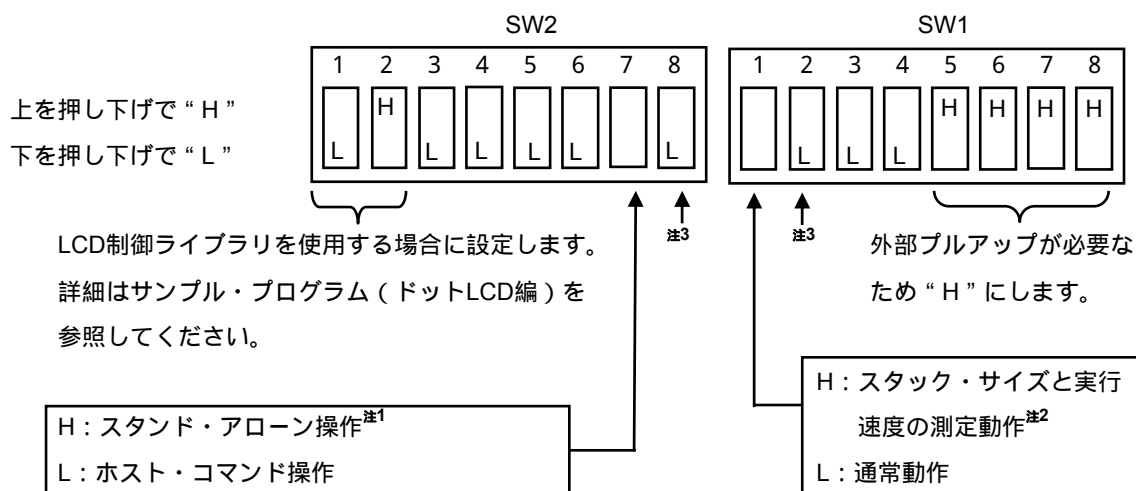 SW2
SW1
1 2 3 4 5 6 7 8
1 2 3 4 5 6 7 8
上を押し下げで“H”
H
H H H H
下を押し下げで“L”
L L L L L L
L L L
注3
注3
LCD制御ライブラリを使用する場合に設定します。
詳細はサンプル・プログラム（ドットLCD編）を
参照してください。
外部プルアップが必要な
ため“H”にします。
H：スタンド・アローン操作注1
L：ホスト・コマンド操作
H：スタック・サイズと実行
速度の測定動作注2
L：通常動作